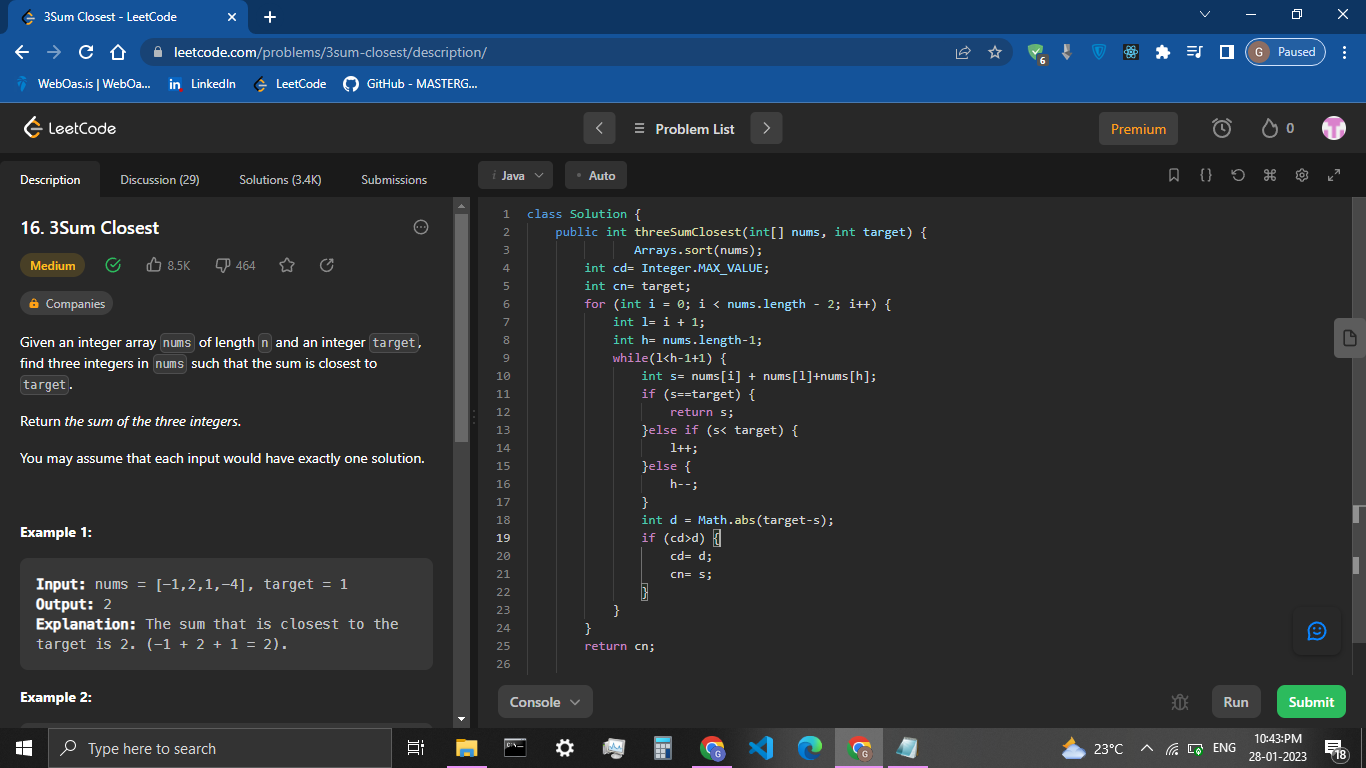 3Sum Closest - LeetCode
leetcode.com/problems/3sum-closest/description/
6
G Paused
WebOas.is | WebOa...
in LinkedIn
LeetCode
GitHub - MASTERG...
LeetCode
Problem List
Premium
0
Description
Discussion (29)
Solutions (3.4K)
Submissions
i Java
Auto
16. 3Sum Closest
Medium
8.5K
464
Companies
Given an integer array nums of length n and an integer target,
find three integers in nums such that the sum is closest to
target.
Return the sum of the three integers.
You may assume that each input would have exactly one solution.
Example 1:
Input: nums = [-1,2,1,-4], target = 1
Output: 2
Explanation: The sum that is closest to the
target is 2. (-1 + 2 + 1 = 2).
Example 2:
1 class Solution {
2 public int threeSumClosest(int[] nums, int target) {
3 Arrays.sort(nums);
4 int cd= Integer.MAX_VALUE;
5 int cn= target;
6 for (int i = 0; i < nums.length - 2; i++) {
7 int l= i + 1;
8 int h= nums.length-1;
9 while(l<h-1+1) {
10 int s= nums[i] + nums[l]+nums[h];
11 if (s==target) {
12 return s;
13 }else if (s< target) {
14 l++;
15 }else {
16 h--;
17 }
18 int d = Math.abs(target-s);
19 if (cd>d) {
20 cd= d;
21 cn= s;
22 }
23 }
24 }
25 return cn;
26
Console
Run
Submit
Type here to search
G
G
23°C
ENG
10:43:PM
28-01-2023
18